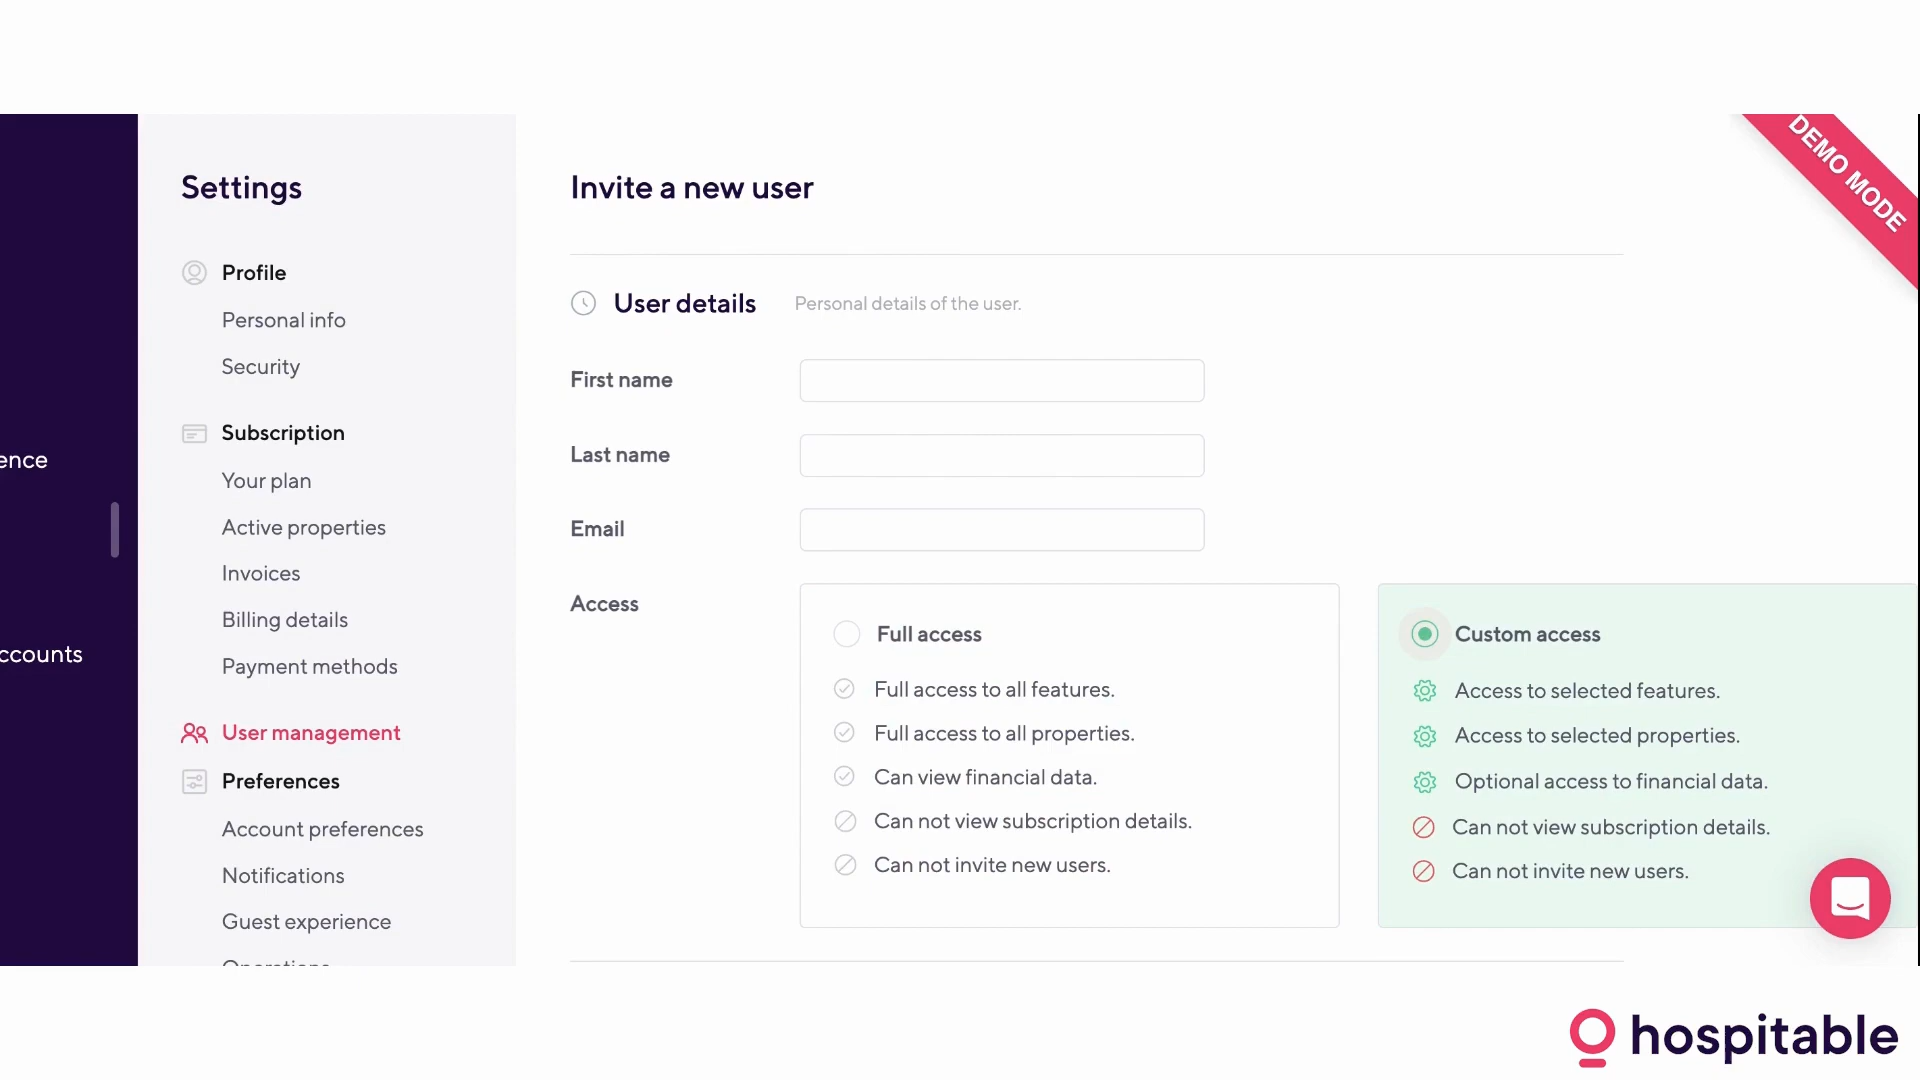 DEMO MODE
Settings
Invite a new user
Profile
User details
Personal details of the user.
Personal info
Security
First name
Subscription
Last name
ence
Your plan
Active properties
Email
Invoices
Access
Billing details
Full access
Custom access
ccounts
Payment methods
Full access to all features.
Access to selected features.
User management
Full access to all properties.
Access to selected properties.
Preferences
Can view financial data.
Optional access to financial data.
Account preferences
Can not view subscription details.
Can not view subscription details.
Notifications
Can not invite new users.
Can not invite new users.
Guest experience
Operations
hospitable